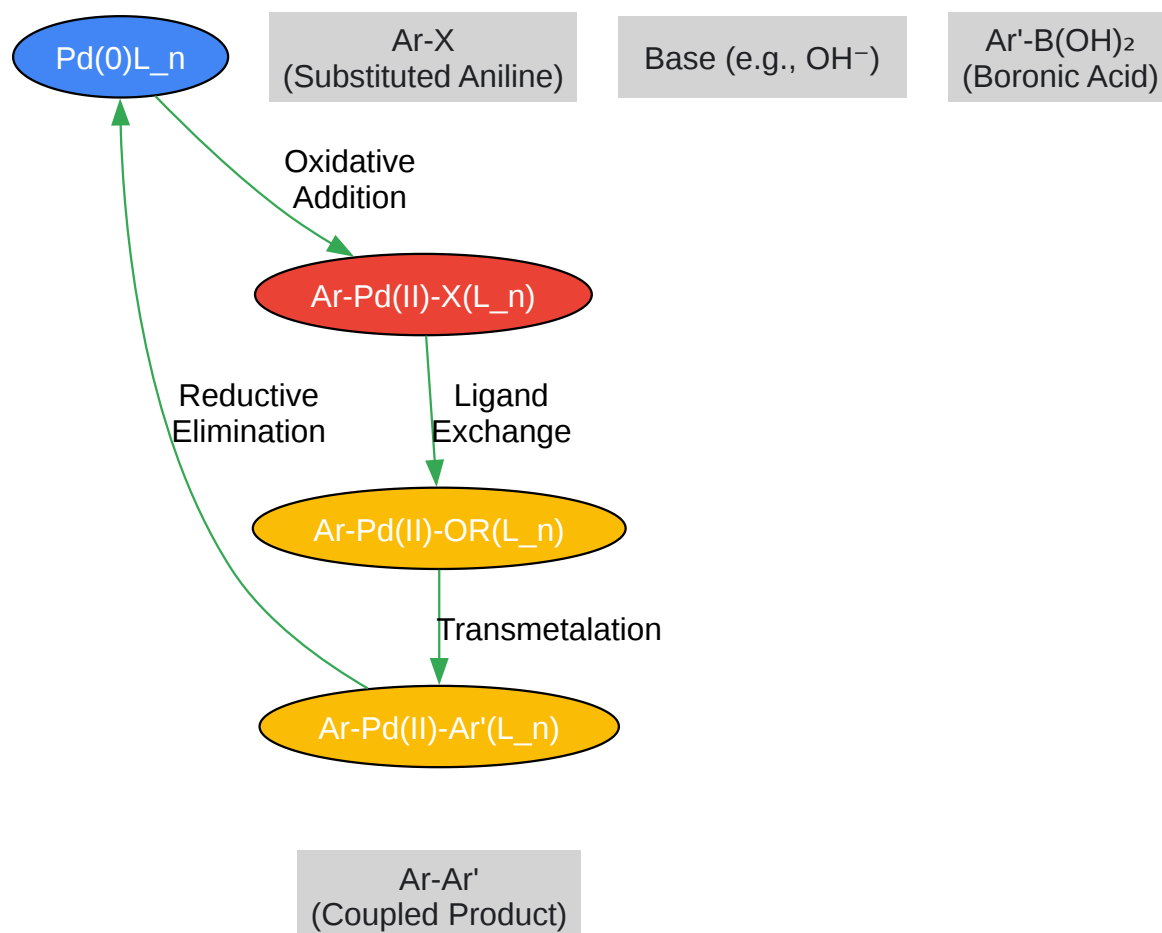 Pd(0)L_n
Ar-X
(Substituted Aniline)
Base (e.g., OH⁻)
Ar'-B(OH)₂
(Boronic Acid)
Oxidative
Addition
Ar-Pd(II)-X(L_n)
Reductive
Elimination
Ligand
Exchange
Ar-Pd(II)-OR(L_n)
Transmetalation
Ar-Pd(II)-Ar'(L_n)
Ar-Ar'
(Coupled Product)